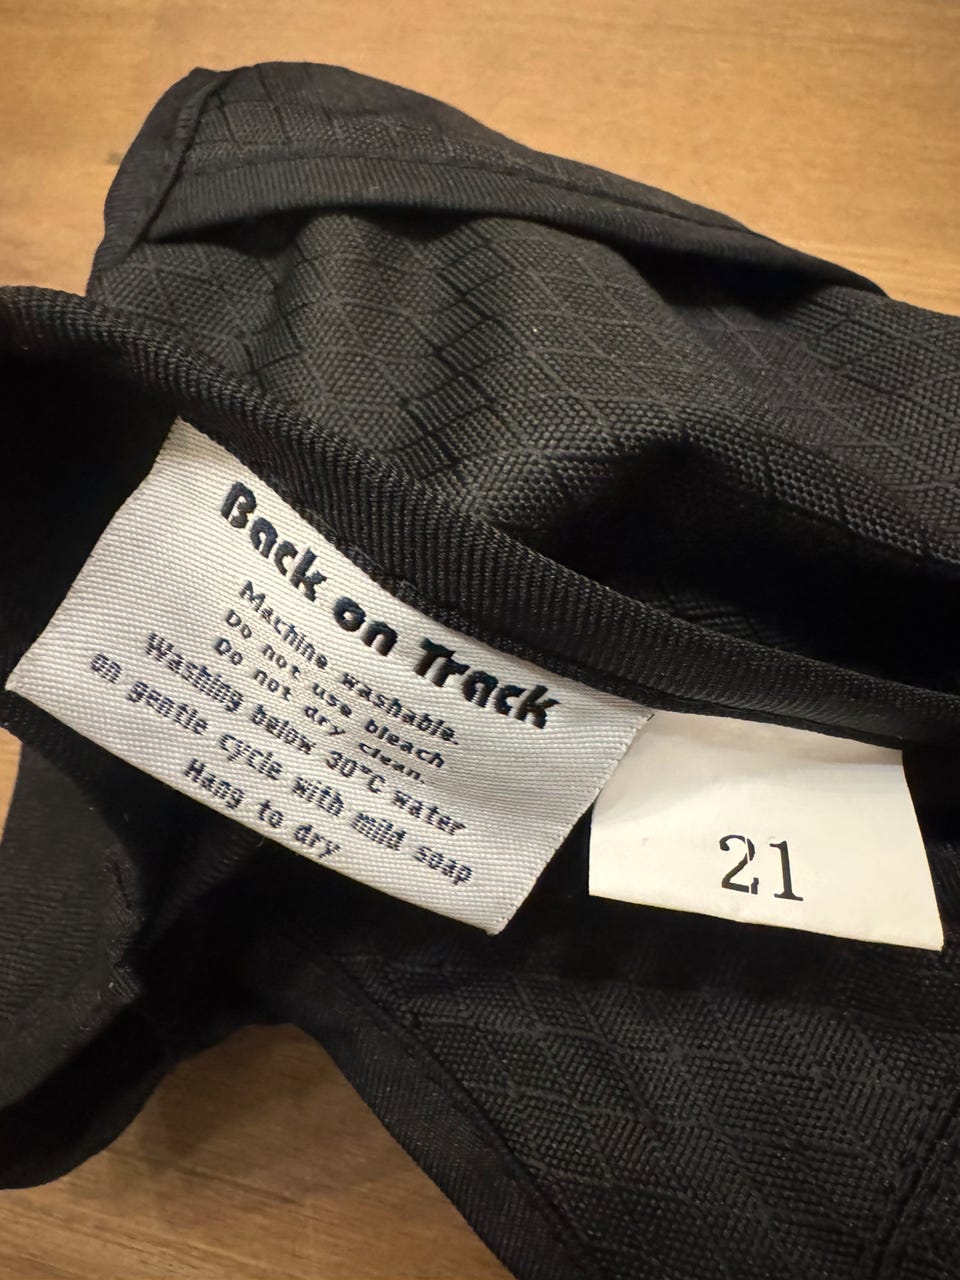 Back on Track
Machine washable.
Do not use bleach
Do not dry clean.
Washing below 30°C water
on gentle cycle with mild soap
Hang to dry
21